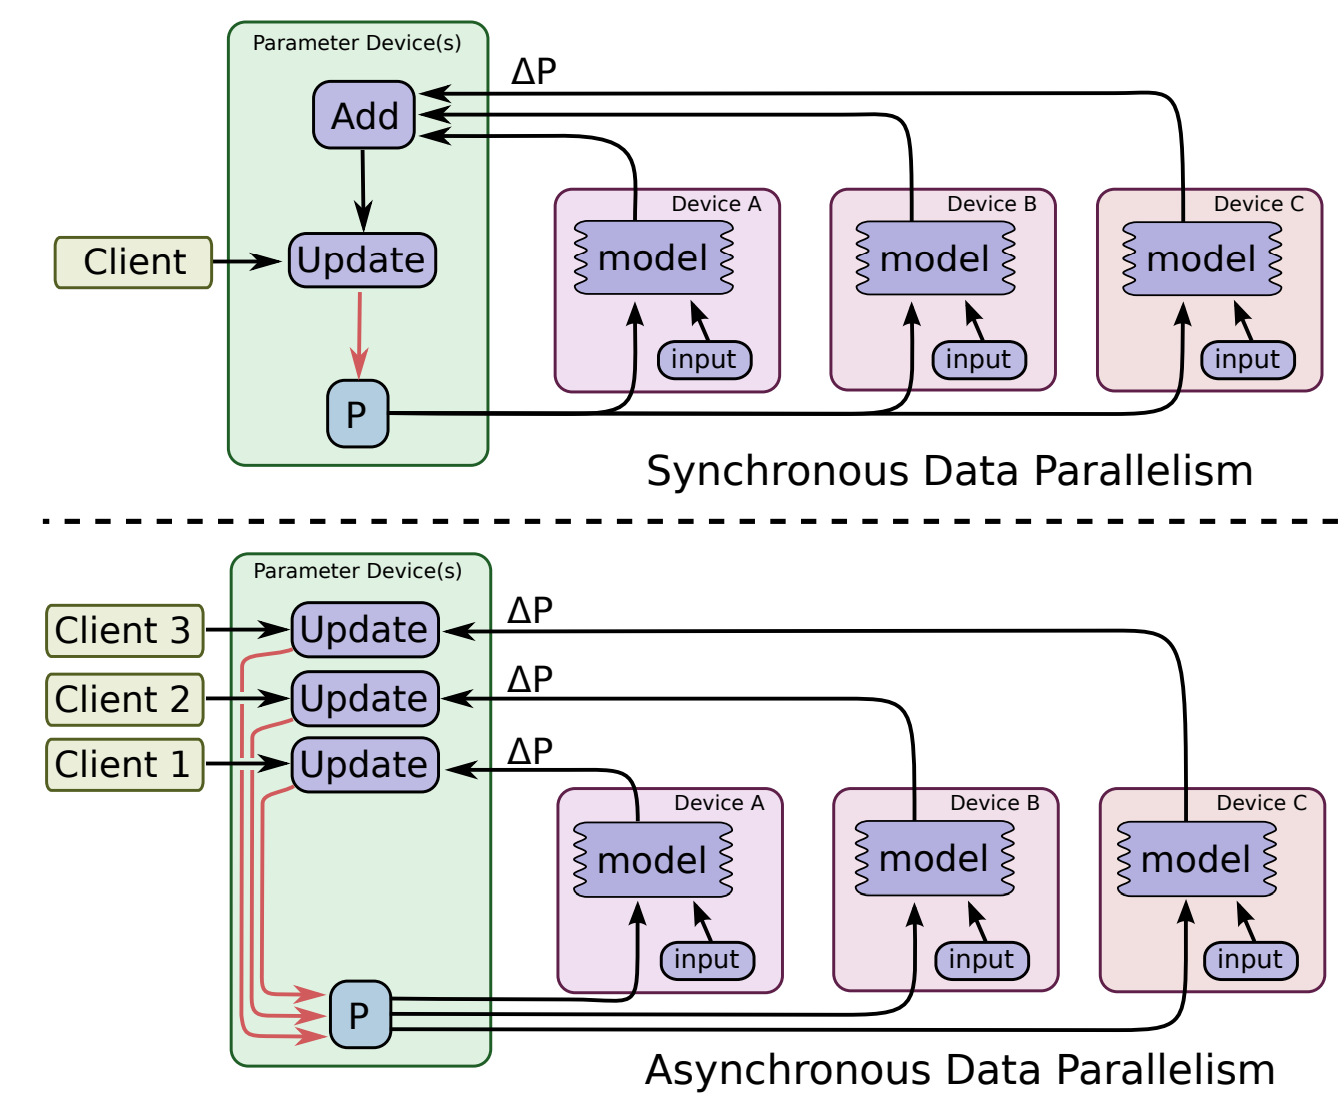 Parameter Device(s)
ΔP
Add
Device A
Device B
Device C
Client
Update
model
model
model
input
input
input
P
Synchronous Data Parallelism
Parameter Device(s)
Client 3
Update
ΔP
Client 2
Update
ΔP
Client 1
Update
ΔP
Device A
Device B
Device C
model
model
model
input
input
input
P
Asynchronous Data Parallelism